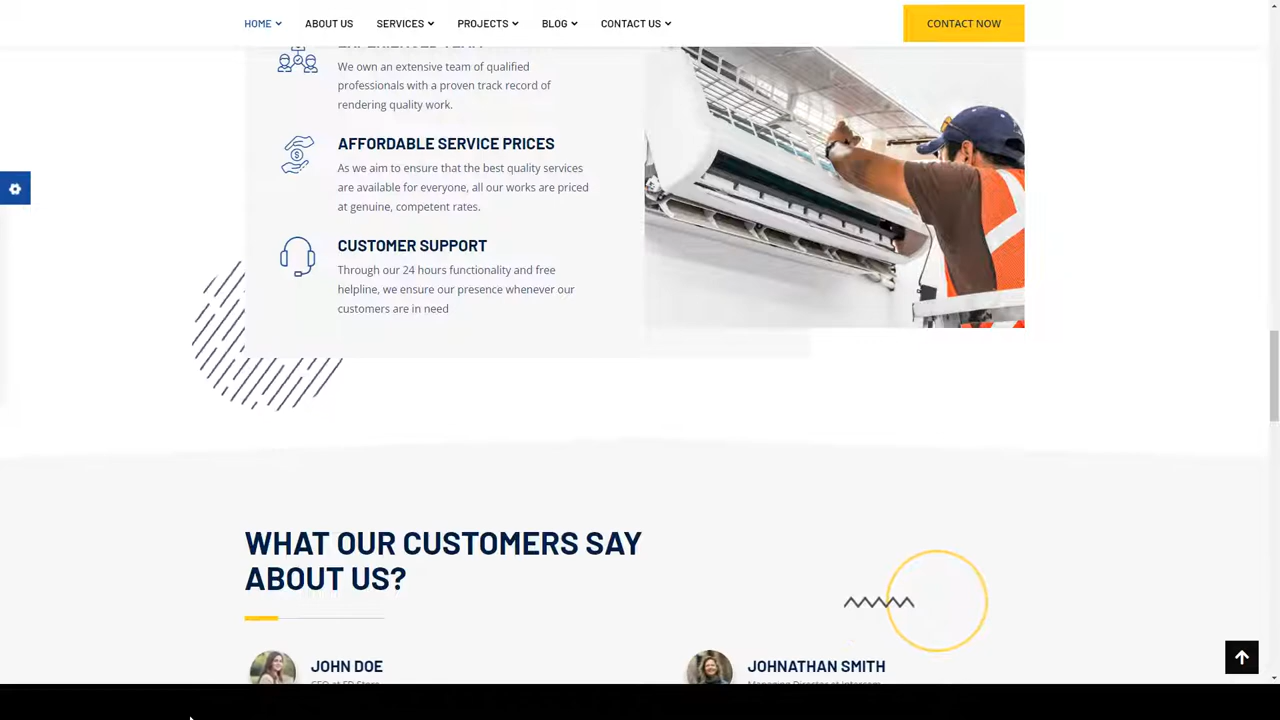 HOME
ABOUT US
SERVICES
PROJECTS
BLOG
CONTACT US
CONTACT NOW
EXPERIENCED TEAM
We own an extensive team of qualified
professionals with a proven track record of
rendering quality work.
AFFORDABLE SERVICE PRICES
As we aim to ensure that the best quality services
are available for everyone, all our works are priced
at genuine, competent rates.
CUSTOMER SUPPORT
Through our 24 hours functionality and free
helpline, we ensure our presence whenever our
customers are in need
WHAT OUR CUSTOMERS SAY
ABOUT US?
JOHN DOE
JOHNATHAN SMITH
Managing Director at Intercom